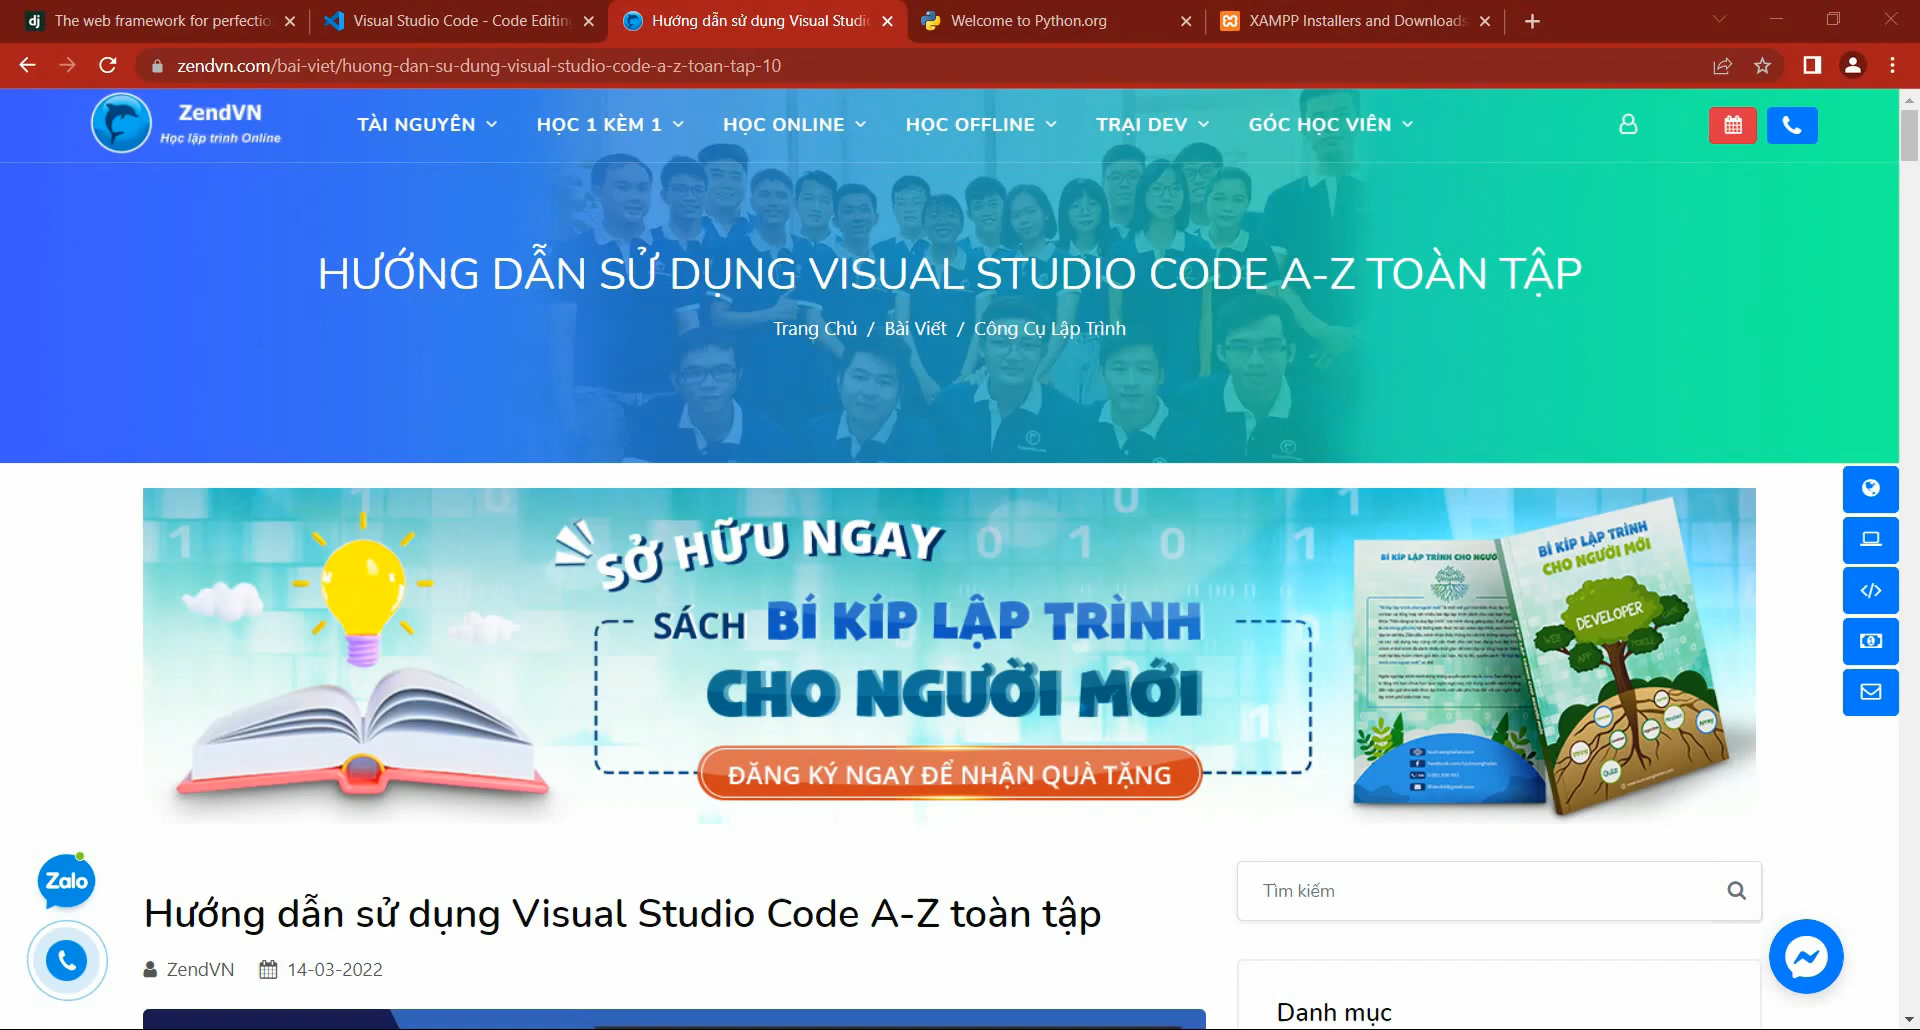 The web framework for perfectio
Visual Studio Code - Code Editin
Hướng dẫn sử dụng Visual Studi
Welcome to Python.org
XAMPP Installers and Downloads
zendvn.com/bai-viet/huong-dan-su-dung-visual-studio-code-a-z-toan-tap-10
ZendVN
Học lập trình Online
TÀI NGUYÊN
HỌC 1 KÈM 1
HỌC ONLINE
HỌC OFFLINE
TRẠI DEV
GÓC HỌC VIÊN
HƯỚNG DẪN SỬ DỤNG VISUAL STUDIO CODE A-Z TOÀN TẬP
Trang Chủ / Bài Viết / Công Cụ Lập Trình
SỞ HỮU NGAY
SÁCH BÍ KÍP LẬP TRÌNH
CHO NGƯỜI MỚI
ĐĂNG KÝ NGAY ĐỂ NHẬN QUÀ TẶNG
BÍ KÍP LẬP TRÌNH CHO NGƯỜ
BÍ KÍP LẬP TRÌNH
CHO NGƯỜI MỚI
DEVELOPER
Zalo
Hướng dẫn sử dụng Visual Studio Code A-Z toàn tập
ZendVN
14-03-2022
Tìm kiếm
Danh mục